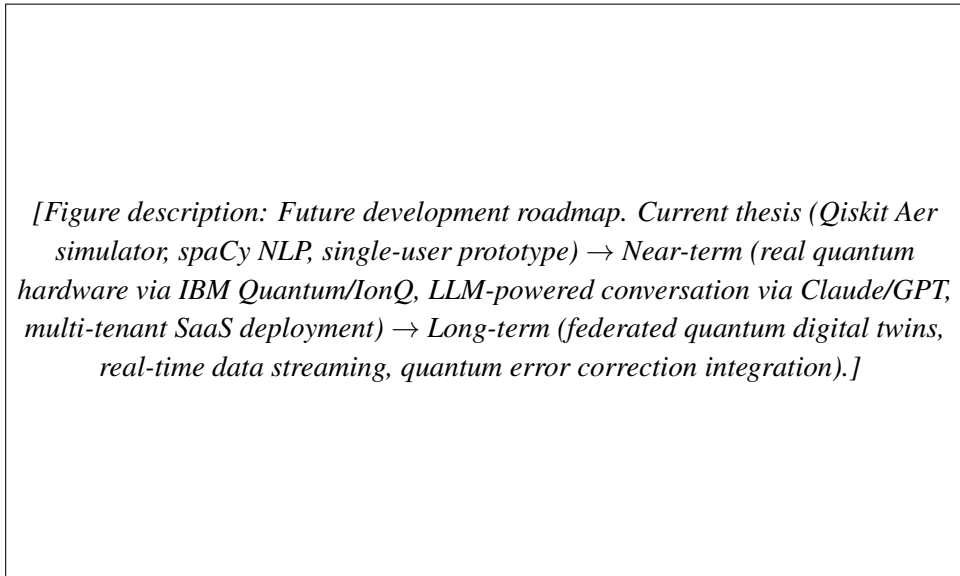 [Figure description: Future development roadmap. Current thesis (Qiskit Aer
simulator, spaCy NLP, single-user prototype) → Near-term (real quantum
hardware via IBM Quantum/IonQ, LLM-powered conversation via Claude/GPT,
multi-tenant SaaS deployment) → Long-term (federated quantum digital twins,
real-time data streaming, quantum error correction integration).]